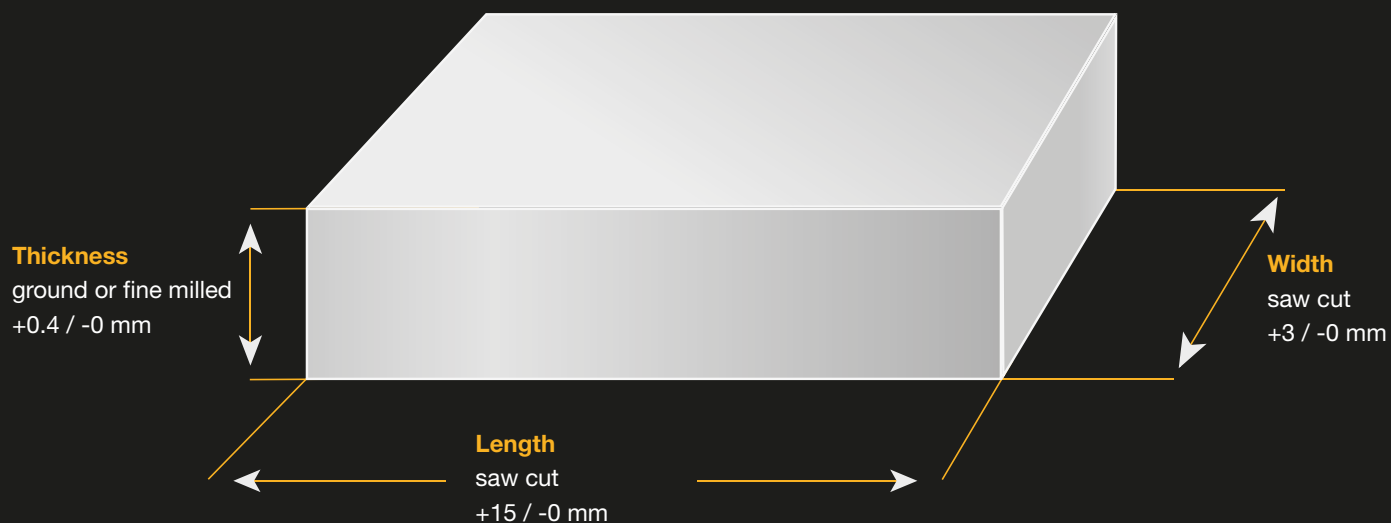 Thickness
ground or fine milled
+0.4 / -0 mm
Width
saw cut
+3 / -0 mm
Length
saw cut
+15 / -0 mm